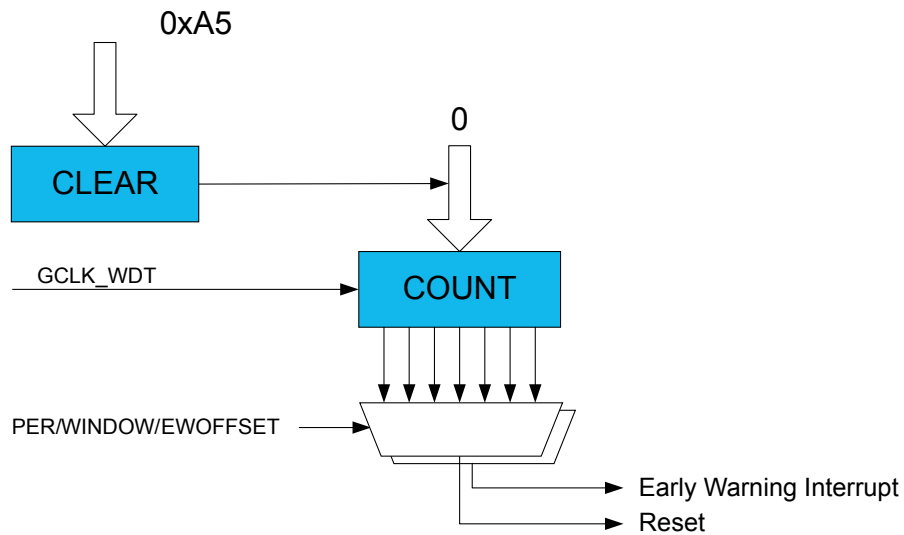 0xA5
0
CLEAR
GCLK_WDT
COUNT
PER/WINDOW/EWOFFSET
Early Warning Interrupt
Reset